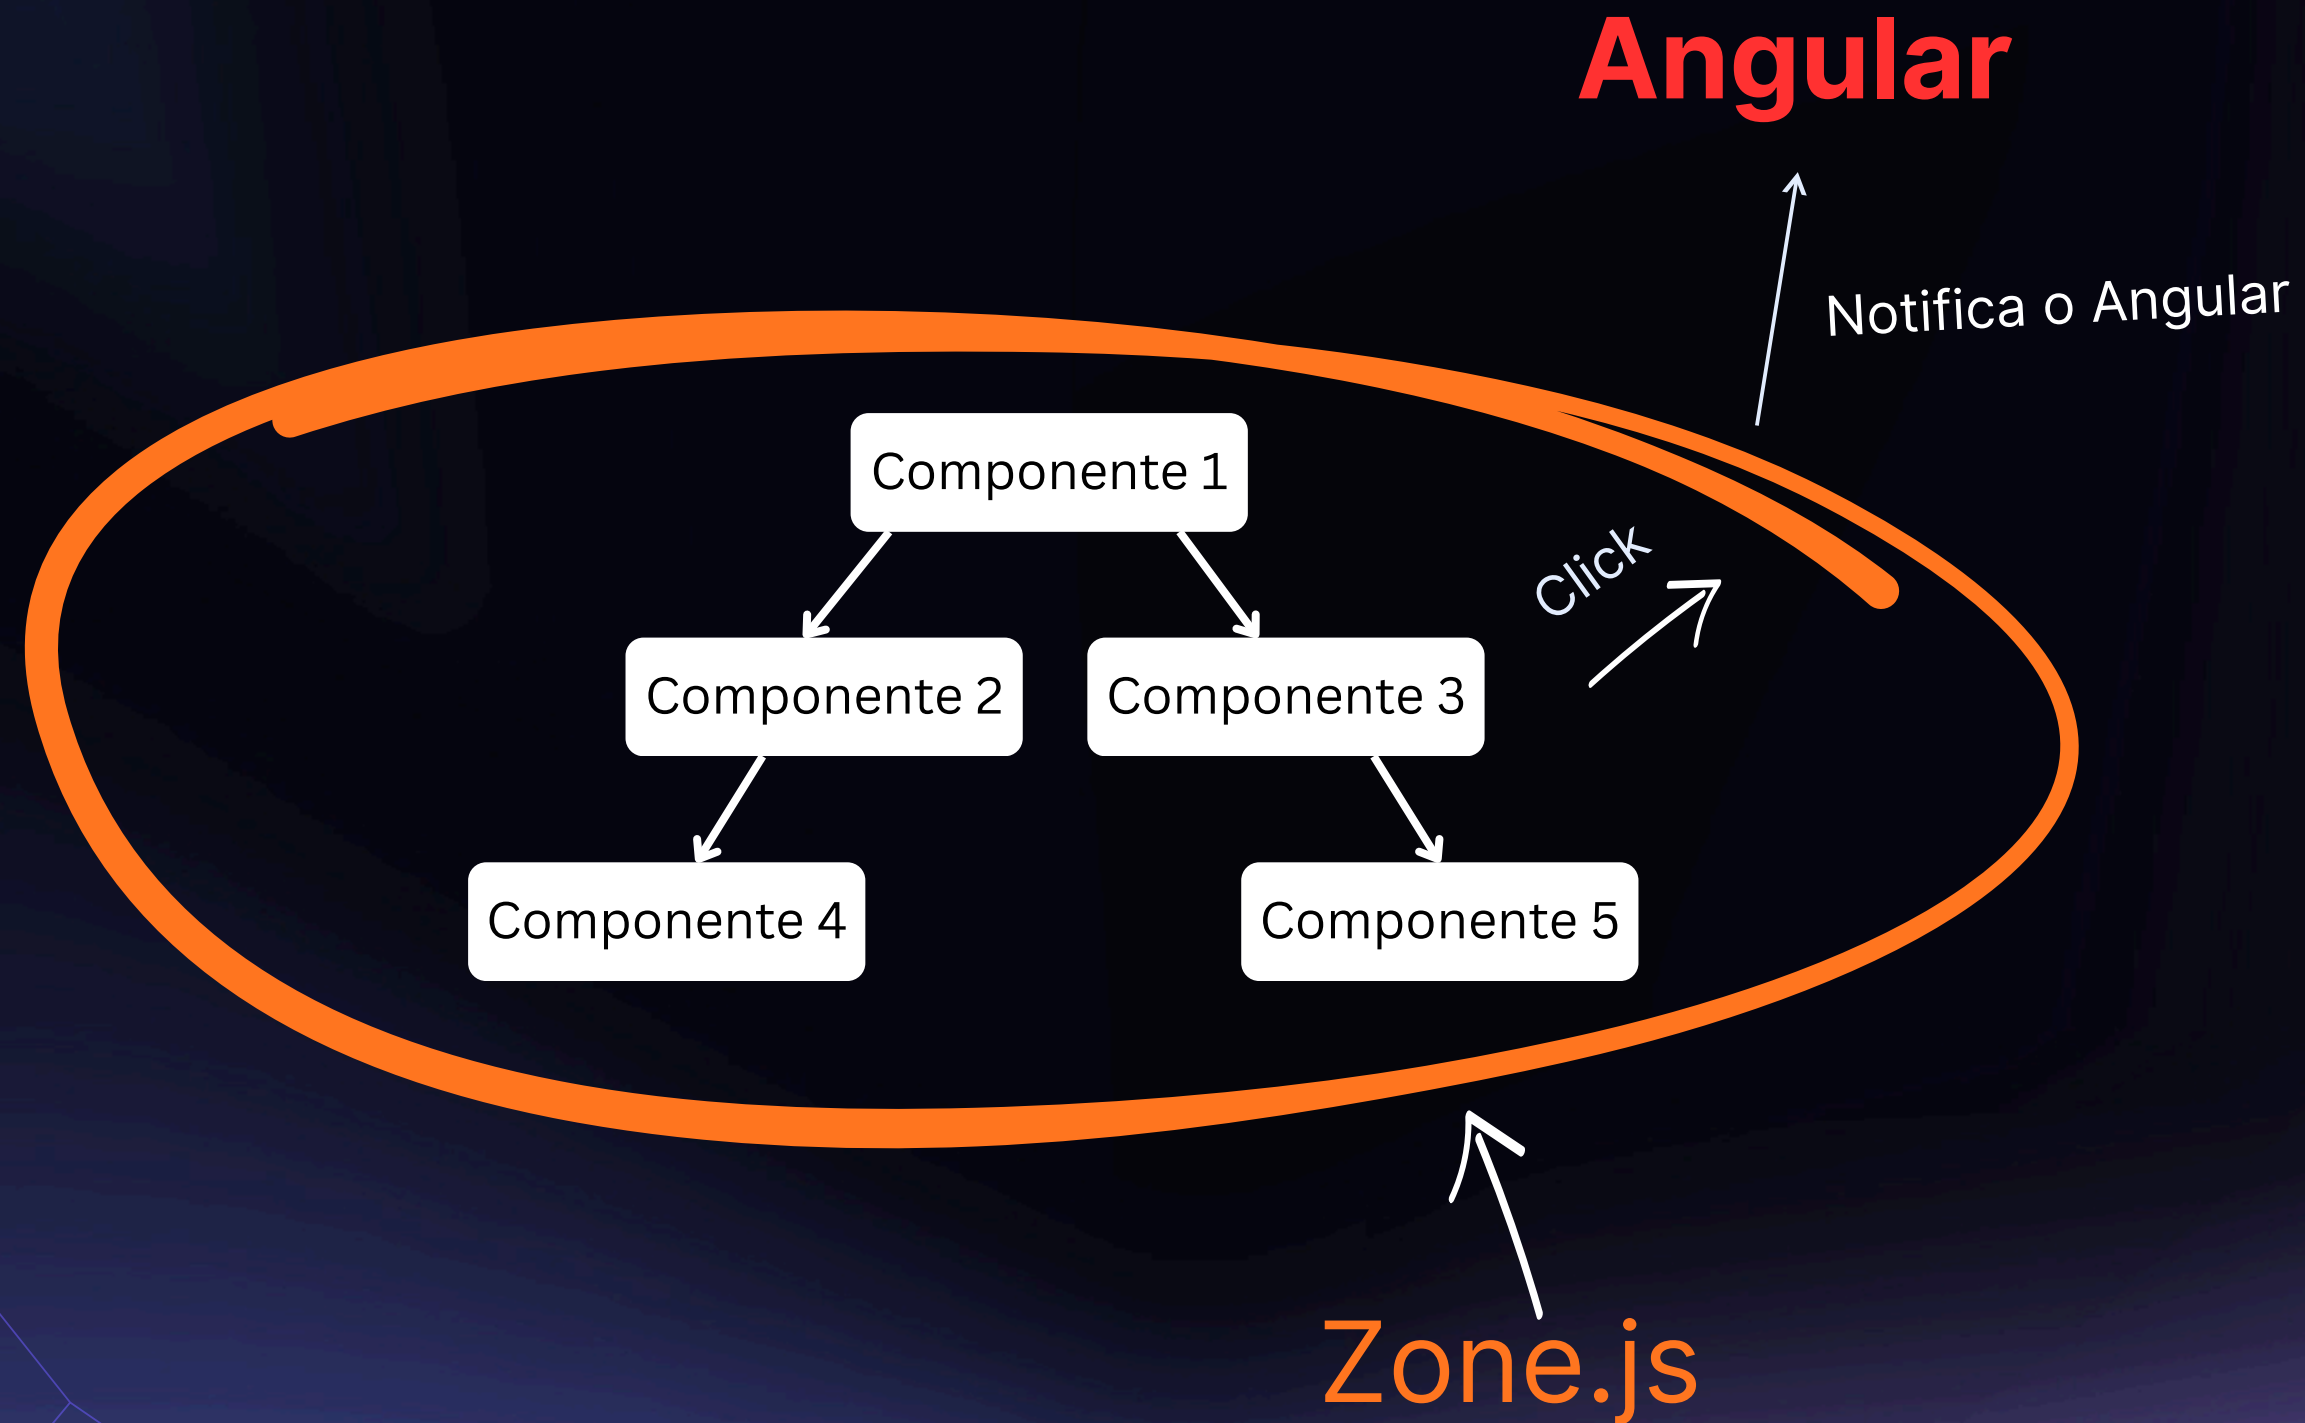 Angular
Notifica o Angular
Componente 1
Click
Componente 2
Componente 3
Componente 4
Componente 5
Zone.js